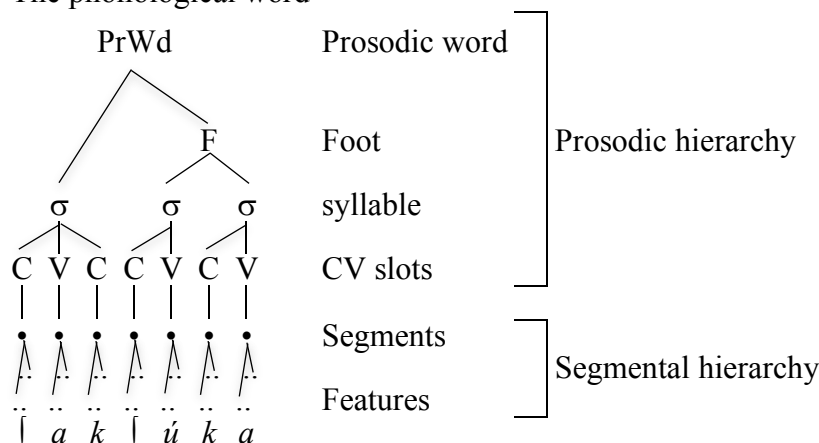 The phonological word
PrWd Prosodic word
F Foot Prosodic hierarchy
σ σ σ syllable
C V C C V C V CV slots
Segments
Segmental hierarchy
Features
ʃ a k ʃ ú k a